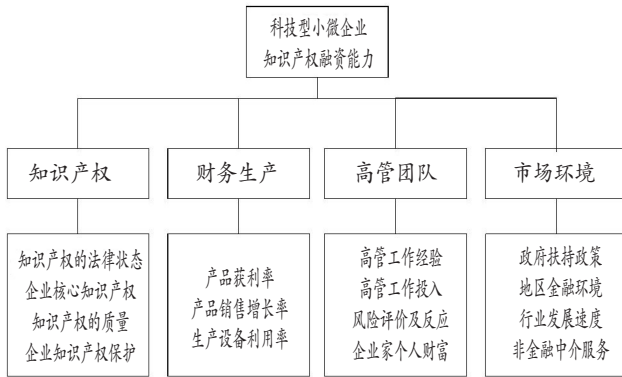 科技型小微企业
知识产权融资能力
知识产权
财务生产
高管团队
市场环境
知识产权的法律状态
企业核心知识产权
知识产权的质量
企业知识产权保护
产品获利率
产品销售增长率
生产设备利用率
高管工作经验
高管工作投入
风险评价及反应
企业家个人财富
政府扶持政策
地区金融环境
行业发展速度
非金融中介服务